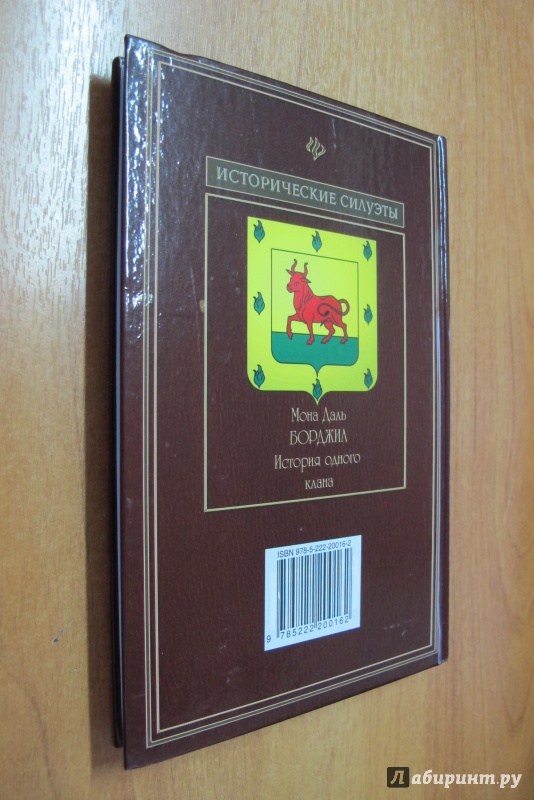 ИСТОРИЧЕСКИЕ СИЛУЭТЫ
Мона Даль
БОРДЖИА
История одного
клана
ISBN 978-5-222-20016-2
9 785222 200162
Лабиринт.ру